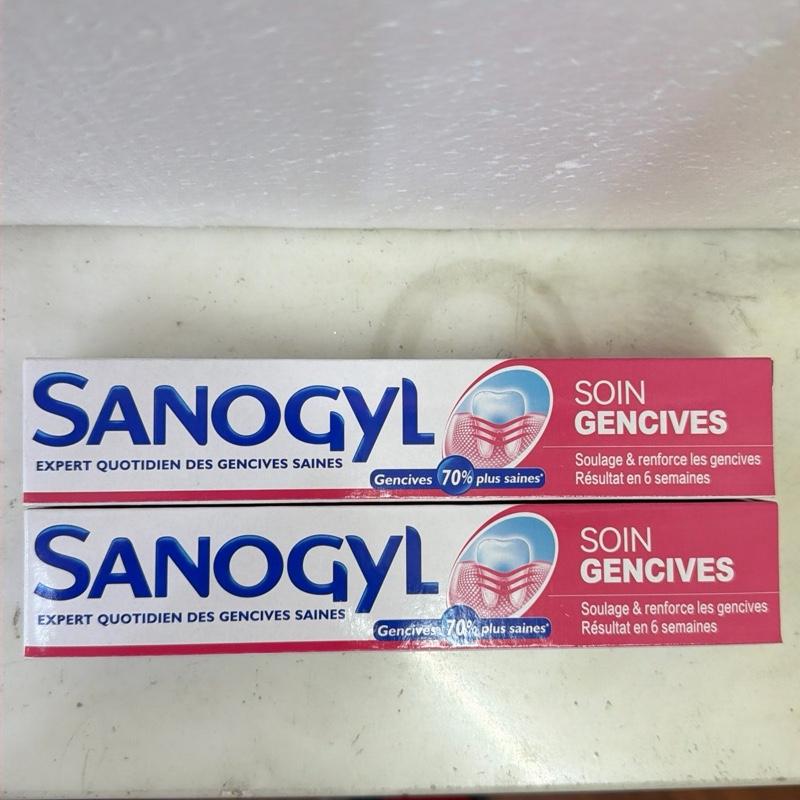 SANOGYL
EXPERT QUOTIDIEN DES GENCIVES SAINES
Gencives 70% plus saines*
SOIN
GENCIVES
Soulage & renforce les gencives
Résultat en 6 semaines
SANOGYL
EXPERT QUOTIDIEN DES GENCIVES SAINES
Gencives 70% plus saines*
SOIN
GENCIVES
Soulage & renforce les gencives
Résultat en 6 semaines